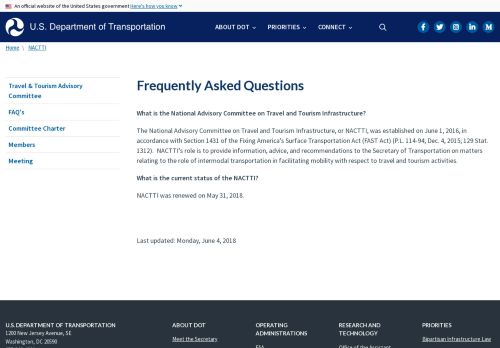 An official website of the United States government Here's how you know
U.S. Department of Transportation
ABOUT DOT
PRIORITIES
CONNECT
Home \ NACTTI
Travel & Tourism Advisory
Committee
FAQ's
Committee Charter
Members
Meeting
Frequently Asked Questions
What is the National Advisory Committee on Travel and Tourism Infrastructure?
The National Advisory Committee on Travel and Tourism Infrastructure, or NACTTI, was established on June 1, 2016, in
accordance with Section 1431 of the Fixing America's Surface Transportation Act (FAST Act) (P.L. 114-94, Dec. 4, 2015, 129 Stat.
1312). NACTTI's role is to provide information, advice, and recommendations to the Secretary of Transportation on matters
relating to the role of intermodal transportation in facilitating mobility with respect to travel and tourism activities.
What is the current status of the NACTTI?
NACTTI was renewed on May 31, 2018.
Last updated: Monday, June 4, 2018
U.S. DEPARTMENT OF TRANSPORTATION
1200 New Jersey Avenue, SE
Washington, DC 20590
ABOUT DOT
Meet the Secretary
OPERATING
ADMINISTRATIONS
FAA
RESEARCH AND
TECHNOLOGY
Office of the Assistant
PRIORITIES
Bipartisan Infrastructure Law